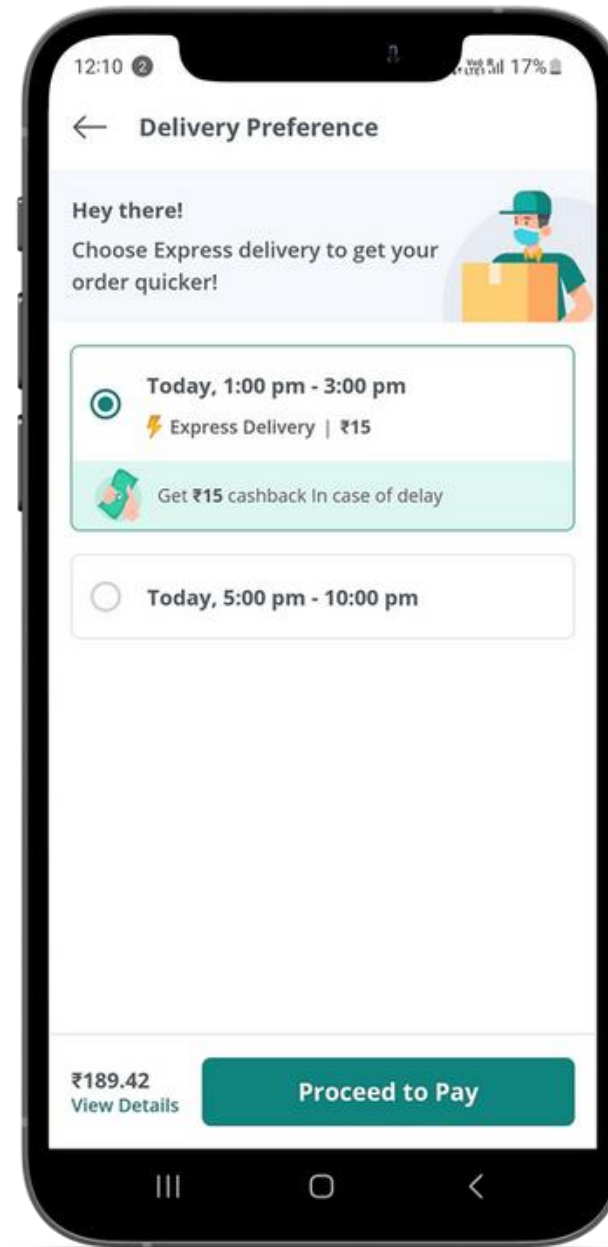 12:10 2 17%
Delivery Preference
Hey there!
Choose Express delivery to get your
order quicker!
Today, 1:00 pm - 3:00 pm
Express Delivery | ₹15
Get ₹15 cashback In case of delay
Today, 5:00 pm - 10:00 pm
₹189.42
View Details
Proceed to Pay